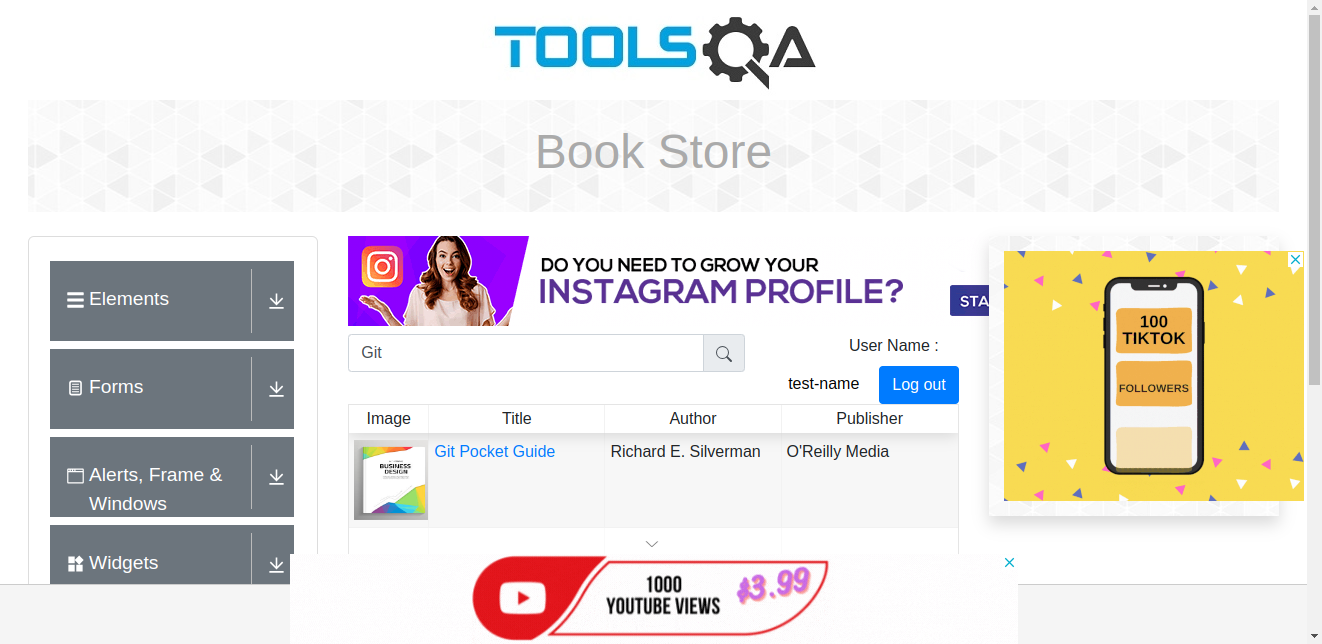 TOOLSQA
Book Store
Elements
Forms
Alerts, Frame &
Windows
Widgets
DO YOU NEED TO GROW YOUR
INSTAGRAM PROFILE?
STA
Git
User Name :
test-name
Log out
Image Title Author Publisher
BUSINESS
DESIGN
Git Pocket Guide Richard E. Silverman O'Reilly Media
100
TIKTOK
FOLLOWERS
1000
YOUTUBE VIEWS
$3.99